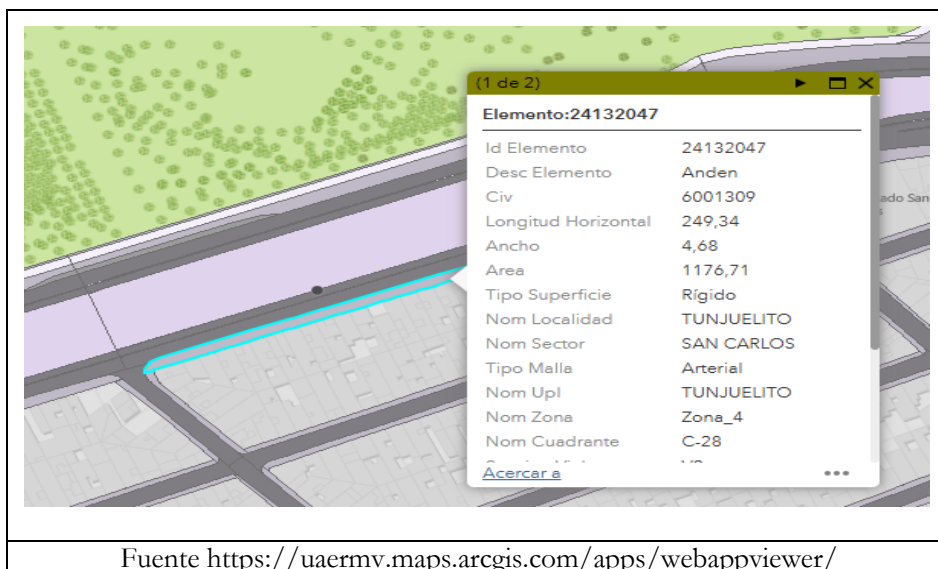 (1 de 2)
Elemento:24132047
Id Elemento 24132047
Desc Elemento Anden
Civ 6001309
Longitud Horizontal 249,34
Ancho 4,68
Area 1176,71
Tipo Superficie Rígido
Nom Localidad TUNJUELITO
Nom Sector SAN CARLOS
Tipo Malla Arterial
Nom Upl TUNJUELITO
Nom Zona Zona_4
Nom Cuadrante C-28
Acercar a
ado San
Fuente https://uaermv.maps.arcgis.com/apps/webappviewer/